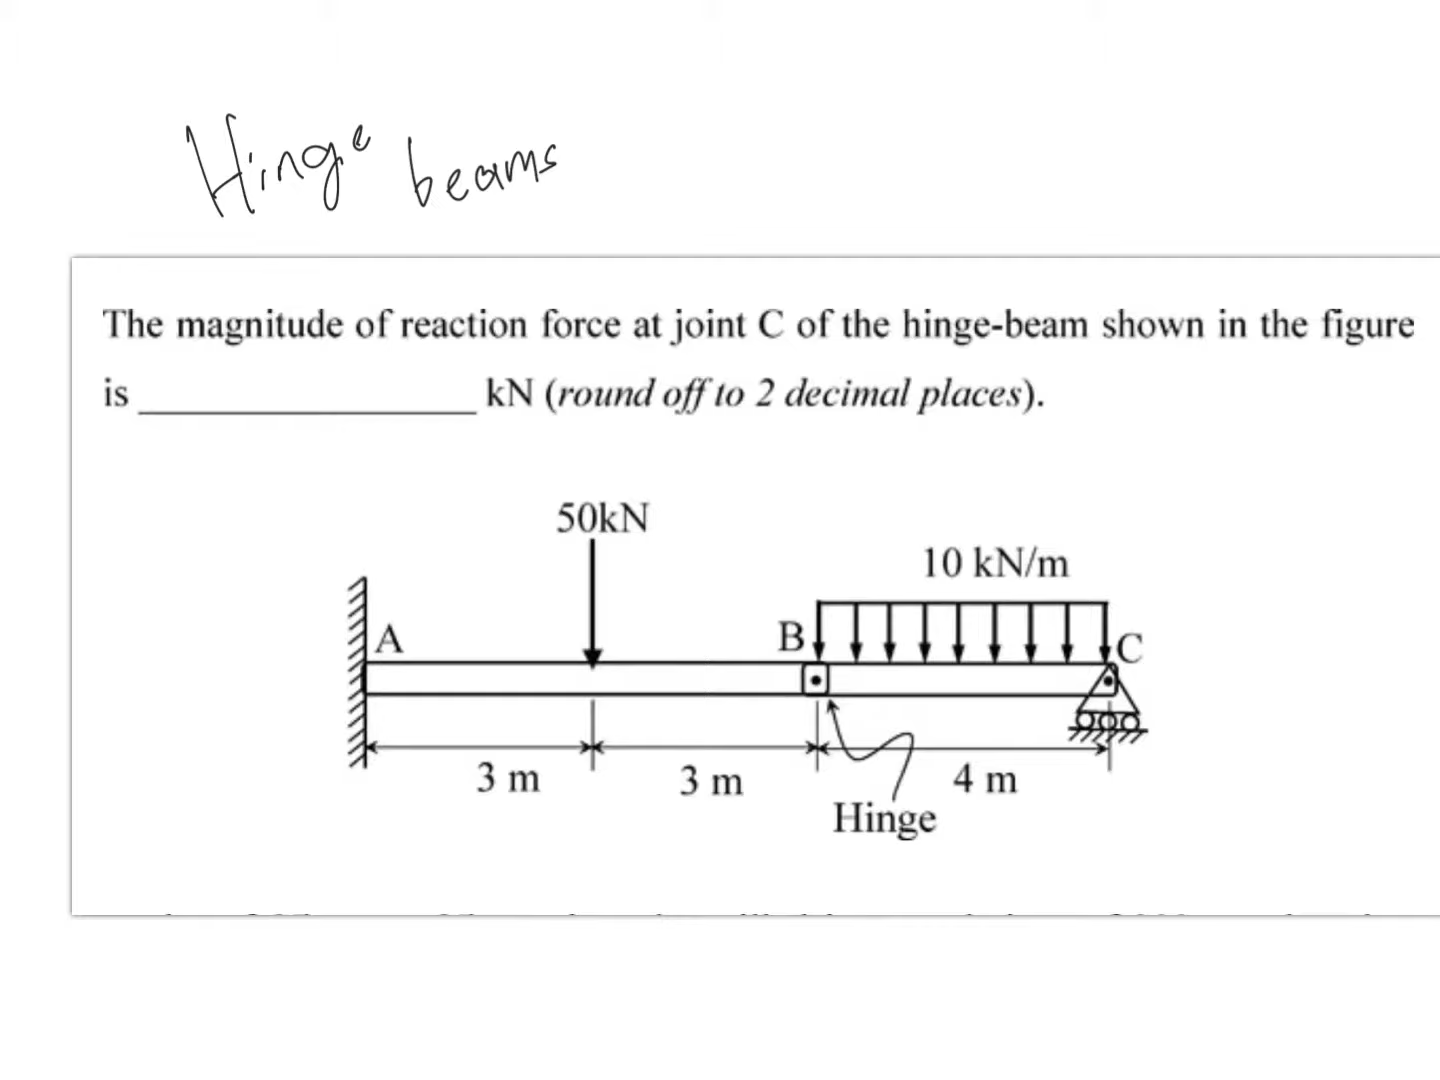 Hinge beams
The magnitude of reaction force at joint C of the hinge-beam shown in the figure
is ________________ kN (round off to 2 decimal places).
50kN
10 kN/m
A
B
C
3 m
3 m
4 m
Hinge